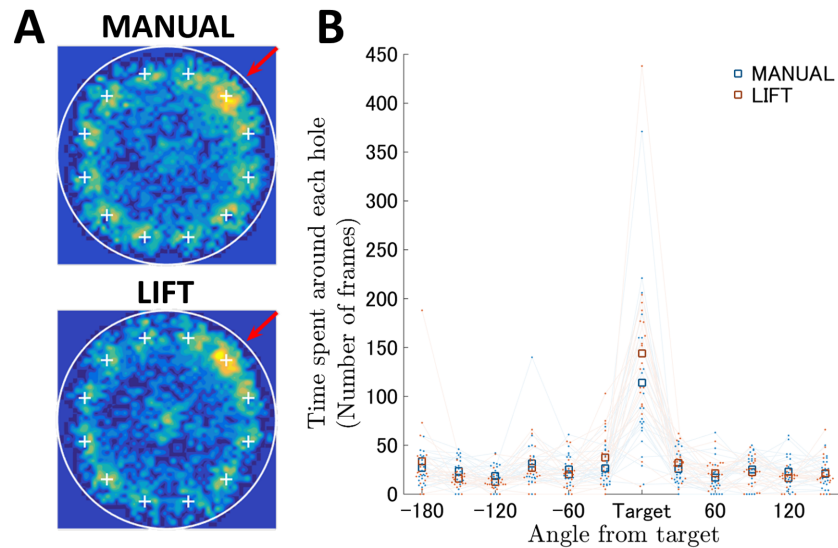 A
B
MANUAL
LIFT
450
400
350
300
250
200
150
100
50
0
Time spent around each hole
(Number of frames)
MANUAL
LIFT
-180
-120
-60
Target
60
120
Angle from target